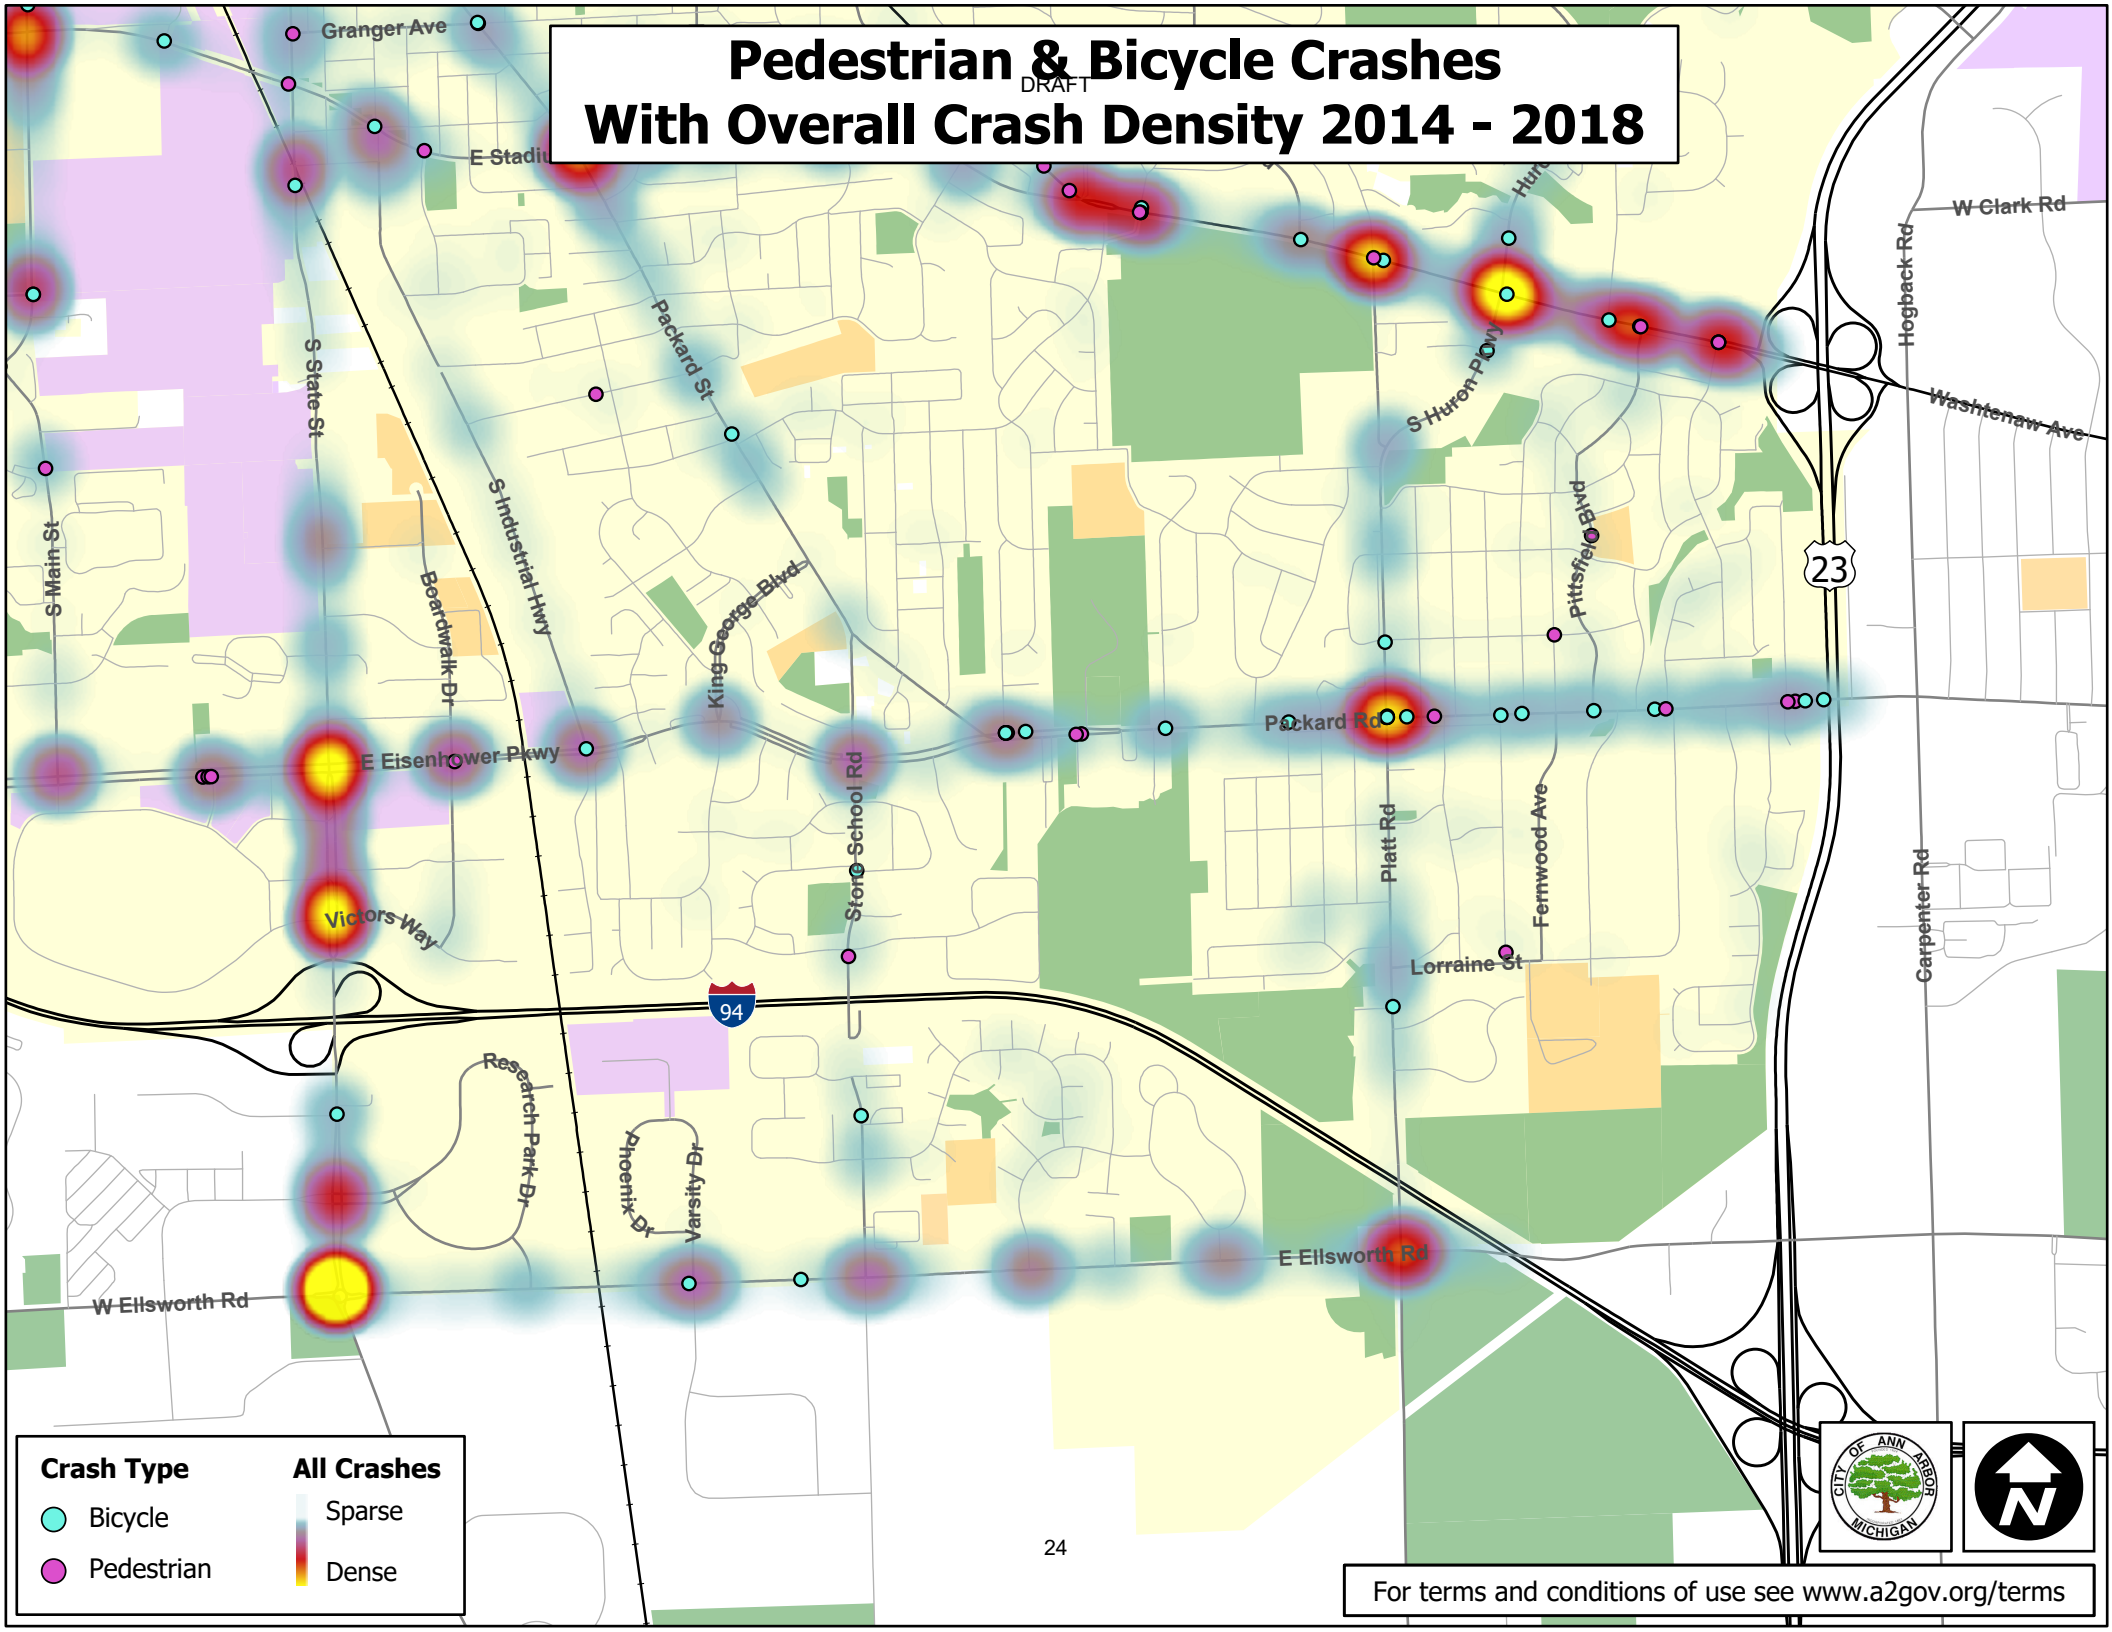 Pedestrian & Bicycle Crashes
DRAFT
With Overall Crash Density 2014 - 2018
Granger Ave
E Stadiu
Huro
W Clark Rd
Hogback Rd
Washtenaw Ave
S State St
Packard St
S Huron Pkwy
S Main St
S Industrial Hwy
Boardwalk Dr
King George Blvd
Pittsfield Blvd
23
E Eisenhower Pkwy
Packard Rd
Stone School Rd
Platt Rd
Fernwood Ave
Carpenter Rd
Victors Way
Lorraine St
94
Research Park Dr
Phoenix Dr
Varsity Dr
W Ellsworth Rd
E Ellsworth Rd
Crash Type
All Crashes
Bicycle
Sparse
Pedestrian
Dense
24
CITY OF ANN ARBOR
MICHIGAN
N
For terms and conditions of use see www.a2gov.org/terms